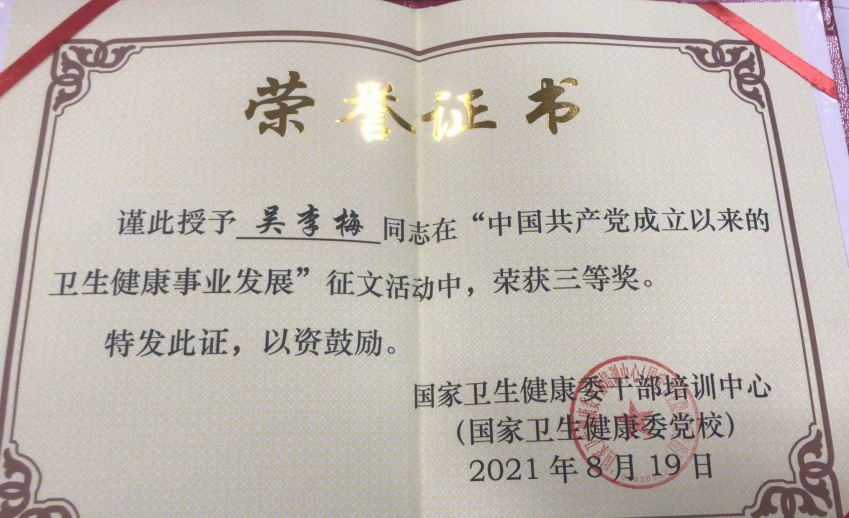 荣誉证书
谨此授予 吴李梅 同志在“中国共产党成立以来的
卫生健康事业发展”征文活动中，荣获三等奖。
特发此证，以资鼓励。
国家卫生健康委干部培训中心
（国家卫生健康委党校）
2021年8月19日